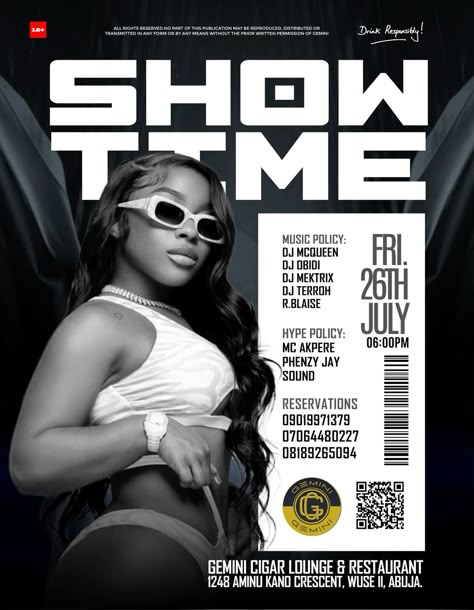 18+
ALL RIGHTS RESERVED,NO PART OF THIS PUBLICATION MAY BE REPRODUCED, DISTRIBUTED OR
TRANSMITTED IN ANY FORM OR BY ANY MEANS WITHOUT THE PRIOR WRITTEN PERMISSION OF GEMINI
Drink Responsibly!
SHOW
TIME
MUSIC POLICY:
DJ MCQUEEN
DJ OBIDI
DJ MEKTRIX
DJ TERROH
R.BLAISE
FRI.
26TH
JULY
06:00PM
HYPE POLICY:
MC AKPERE
PHENZY JAY
SOUND
RESERVATIONS
09019971379
07064480227
08189265094
GEMINI
G
GEMINI
GEMINI CIGAR LOUNGE & RESTAURANT
1248 AMINU KANO CRESCENT, WUSE II, ABUJA.